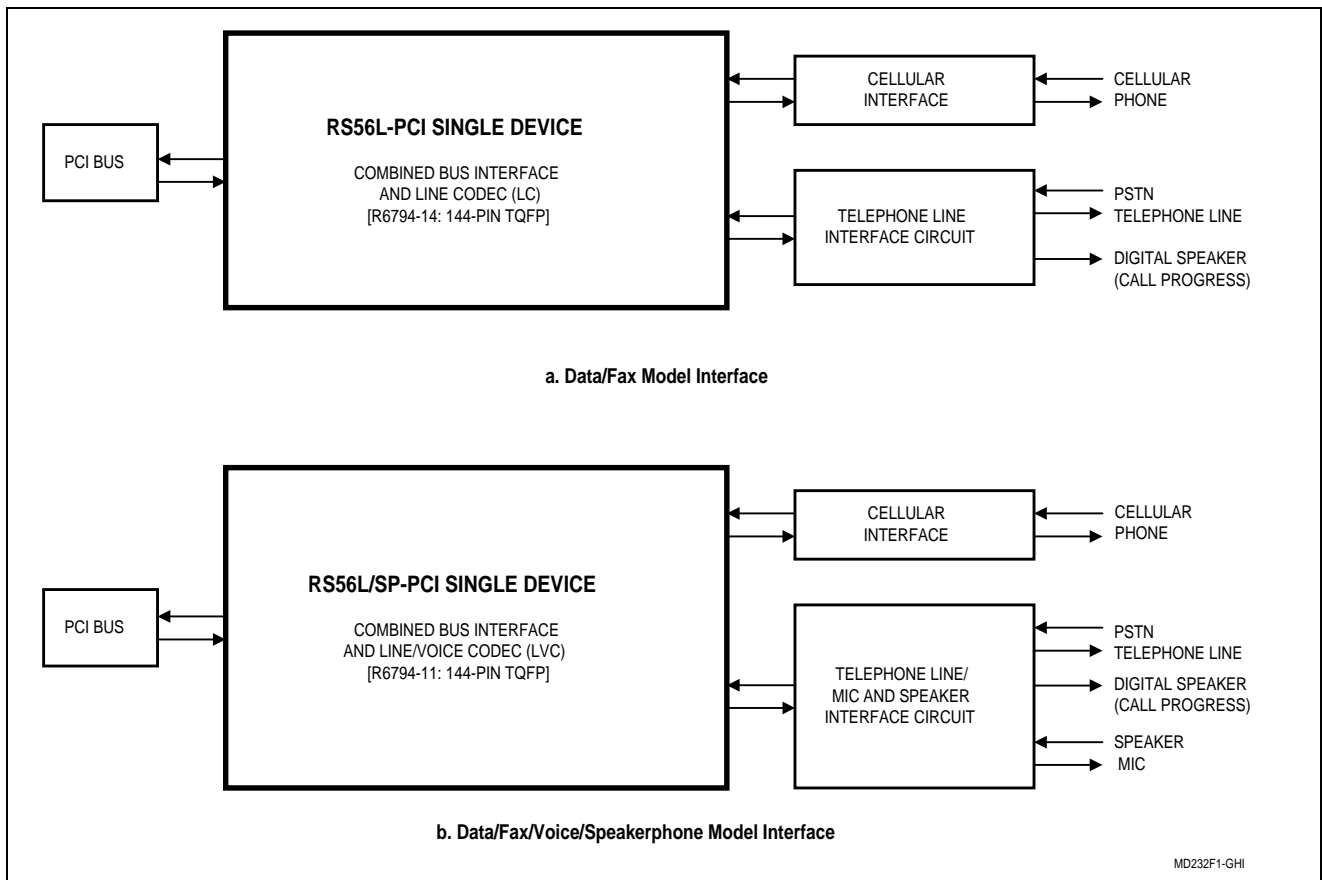 RS56L-PCI SINGLE DEVICE
COMBINED BUS INTERFACE
AND LINE CODEC (LC)
[R6794-14: 144-PIN TQFP]
PCI BUS
CELLULAR
INTERFACE
CELLULAR
PHONE
TELEPHONE LINE
INTERFACE CIRCUIT
PSTN
TELEPHONE LINE
DIGITAL SPEAKER
(CALL PROGRESS)
a. Data/Fax Model Interface
RS56L/SP-PCI SINGLE DEVICE
COMBINED BUS INTERFACE
AND LINE/VOICE CODEC (LVC)
[R6794-11: 144-PIN TQFP]
PCI BUS
CELLULAR
INTERFACE
CELLULAR
PHONE
TELEPHONE LINE/
MIC AND SPEAKER
INTERFACE CIRCUIT
PSTN
TELEPHONE LINE
DIGITAL SPEAKER
(CALL PROGRESS)
SPEAKER
MIC
b. Data/Fax/Voice/Speakerphone Model Interface
MD232F1-GHI